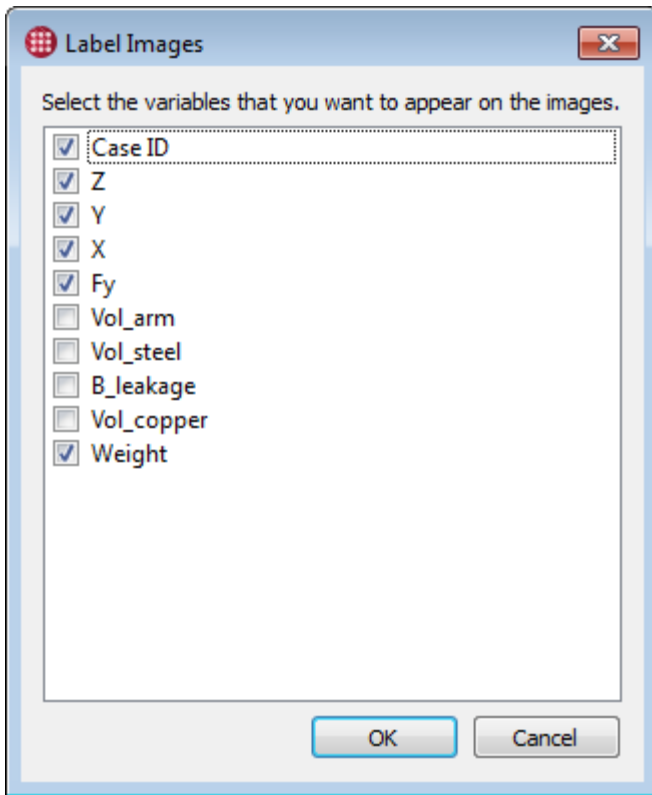 Label Images
Select the variables that you want to appear on the images.
Case ID
Z
Y
X
Fy
Vol_arm
Vol_steel
B_leakage
Vol_copper
Weight
OK Cancel